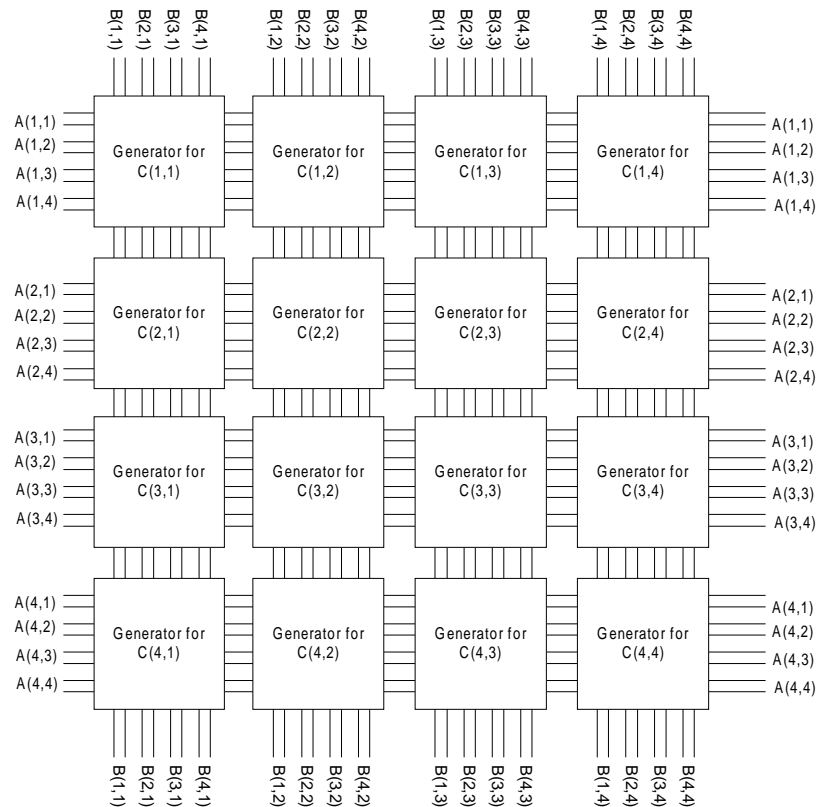 B(1,1) B(2,1) B(3,1) B(4,1) B(1,2) B(2,2) B(3,2) B(4,2) B(1,3) B(2,3) B(3,3) B(4,3) B(1,4) B(2,4) B(3,4) B(4,4)
A(1,1) A(1,1)
A(1,2) A(1,2)
Generator for Generator for Generator for Generator for
C(1,1) C(1,2) C(1,3) C(1,4)
A(1,3) A(1,3)
A(1,4) A(1,4)
A(2,1) A(2,1)
A(2,2) A(2,2)
Generator for Generator for Generator for Generator for
C(2,1) C(2,2) C(2,3) C(2,4)
A(2,3) A(2,3)
A(2,4) A(2,4)
A(3,1) A(3,1)
A(3,2) A(3,2)
Generator for Generator for Generator for Generator for
C(3,1) C(3,2) C(3,3) C(3,4)
A(3,3) A(3,3)
A(3,4) A(3,4)
A(4,1) A(4,1)
A(4,2) A(4,2)
Generator for Generator for Generator for Generator for
C(4,1) C(4,2) C(4,3) C(4,4)
A(4,3) A(4,3)
A(4,4) A(4,4)
B(1,1) B(2,1) B(3,1) B(4,1) B(1,2) B(2,2) B(3,2) B(4,2) B(1,3) B(2,3) B(3,3) B(4,3) B(1,4) B(2,4) B(3,4) B(4,4)